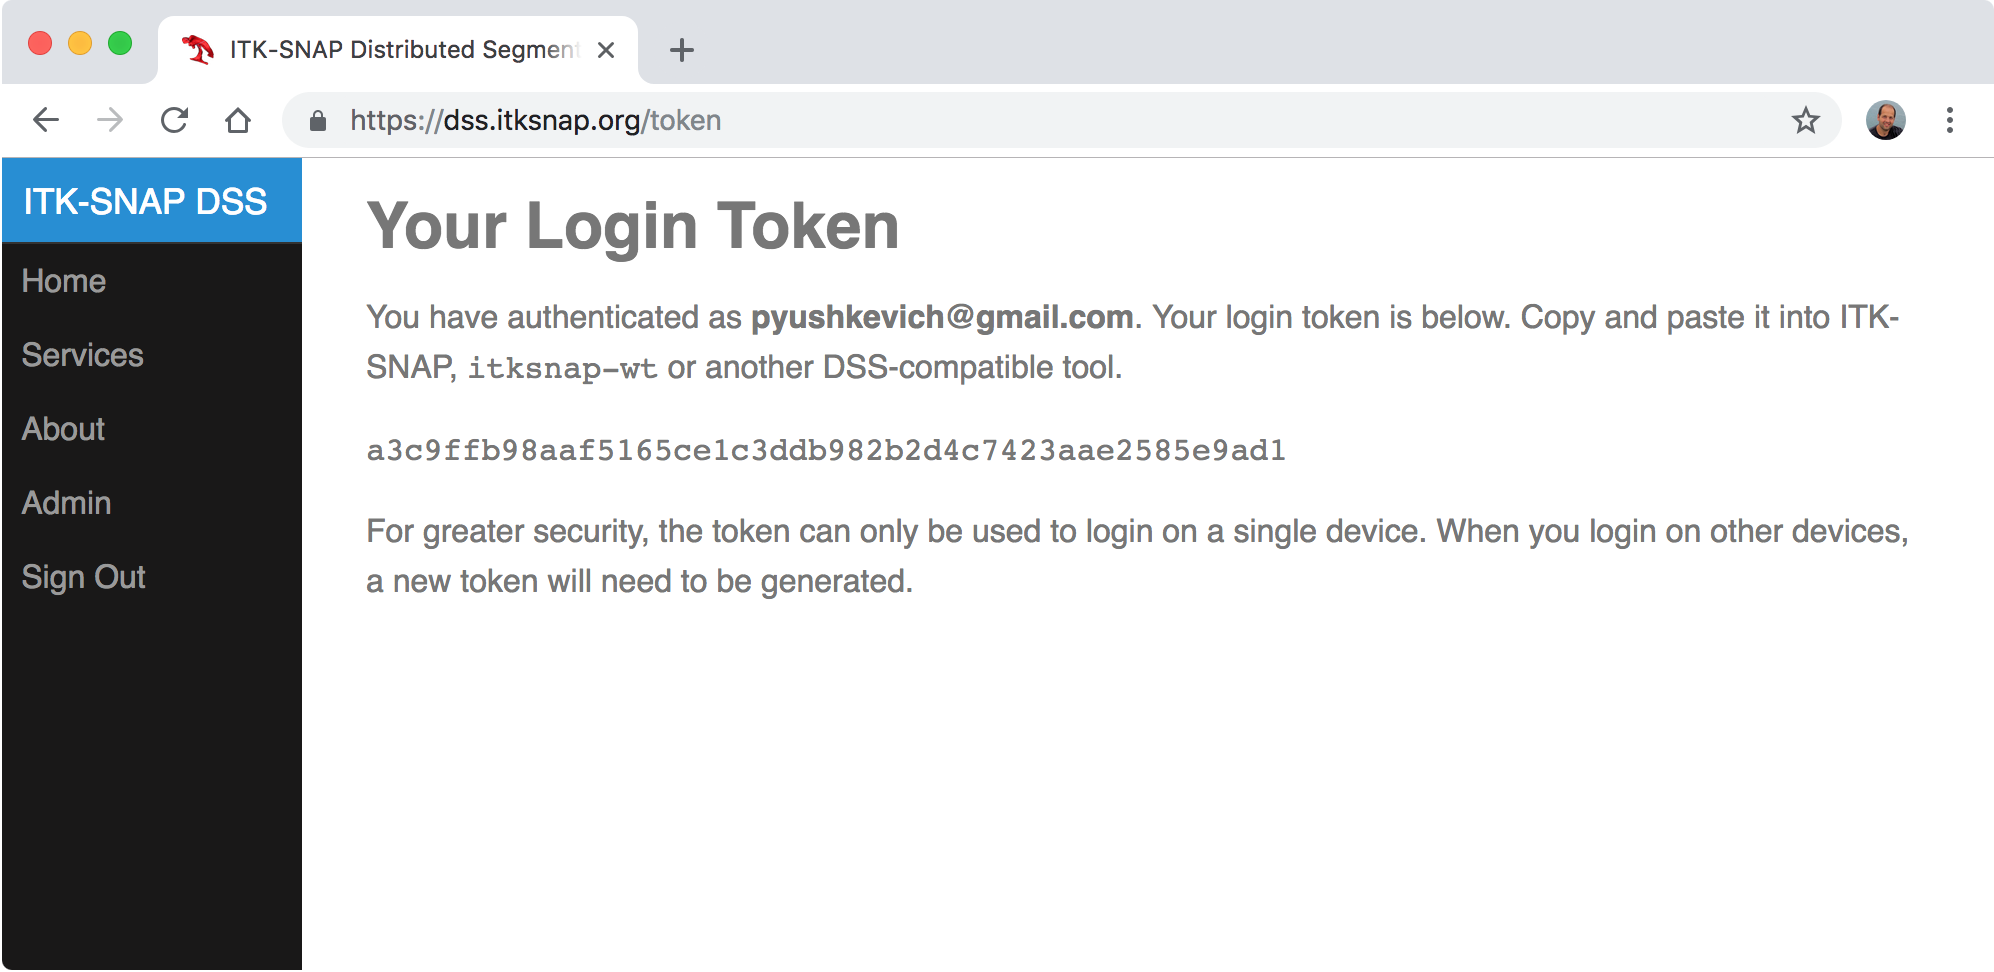 ITK-SNAP Distributed Segment
https://dss.itksnap.org/token
ITK-SNAP DSS
Home
Services
About
Admin
Sign Out
Your Login Token
You have authenticated as pyushkevich@gmail.com. Your login token is below. Copy and paste it into ITK-
SNAP, itksnap-wt or another DSS-compatible tool.
a3c9ffb98aaf5165ce1c3ddb982b2d4c7423aae2585e9ad1
For greater security, the token can only be used to login on a single device. When you login on other devices,
a new token will need to be generated.